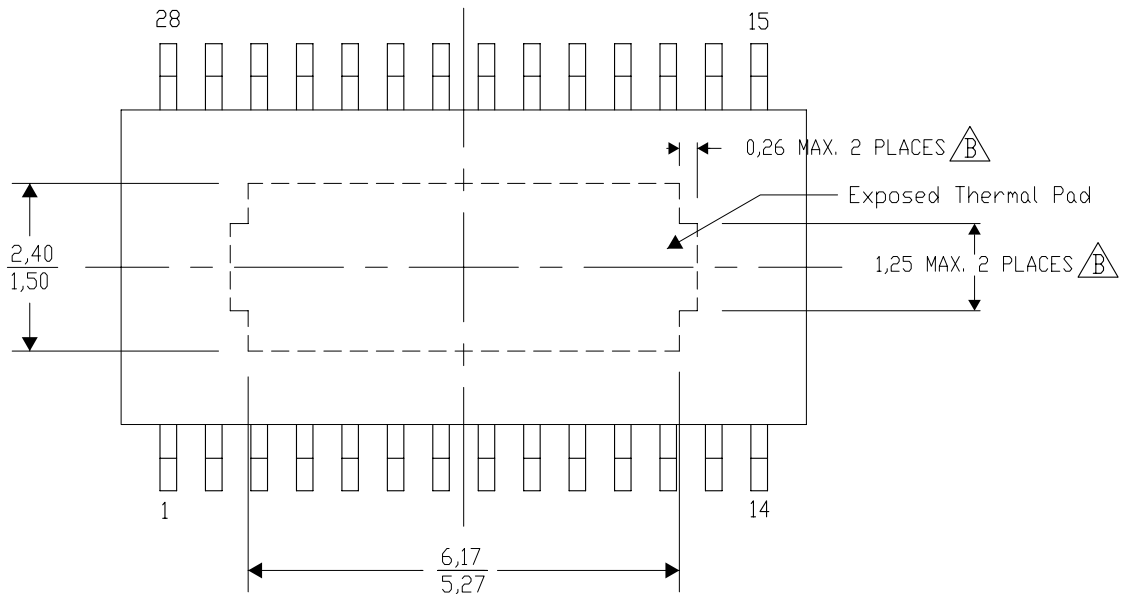 28
15
0,26 MAX. 2 PLACES B
Exposed Thermal Pad
2,40
1,50
1,25 MAX. 2 PLACES B
1
14
6,17
5,27